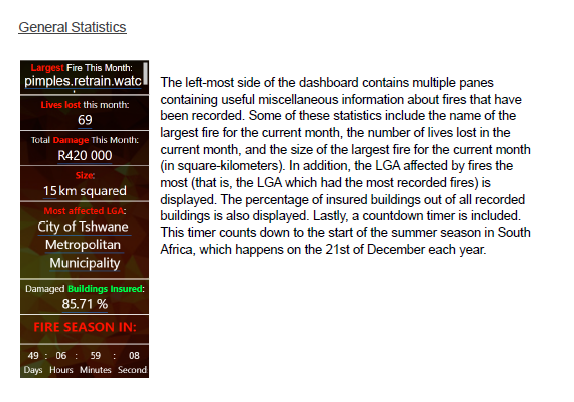 General Statistics
Largest Fire This Month:
pimples.retrain.watc
Lives lost this month:
69
Total Damage This Month:
R420 000
Size:
15 km squared
Most affected LGA:
City of Tshwane
Metropolitan
Municipality
Damaged Buildings Insured:
85.71 %
FIRE SEASON IN:
49 : 06 : 59 : 08
Days Hours Minutes Second
The left-most side of the dashboard contains multiple panes
containing useful miscellaneous information about fires that have
been recorded. Some of these statistics include the name of the
largest fire for the current month, the number of lives lost in the
current month, and the size of the largest fire for the current month
(in square-kilometers). In addition, the LGA affected by fires the
most (that is, the LGA which had the most recorded fires) is
displayed. The percentage of insured buildings out of all recorded
buildings is also displayed. Lastly, a countdown timer is included.
This timer counts down to the start of the summer season in South
Africa, which happens on the 21st of December each year.